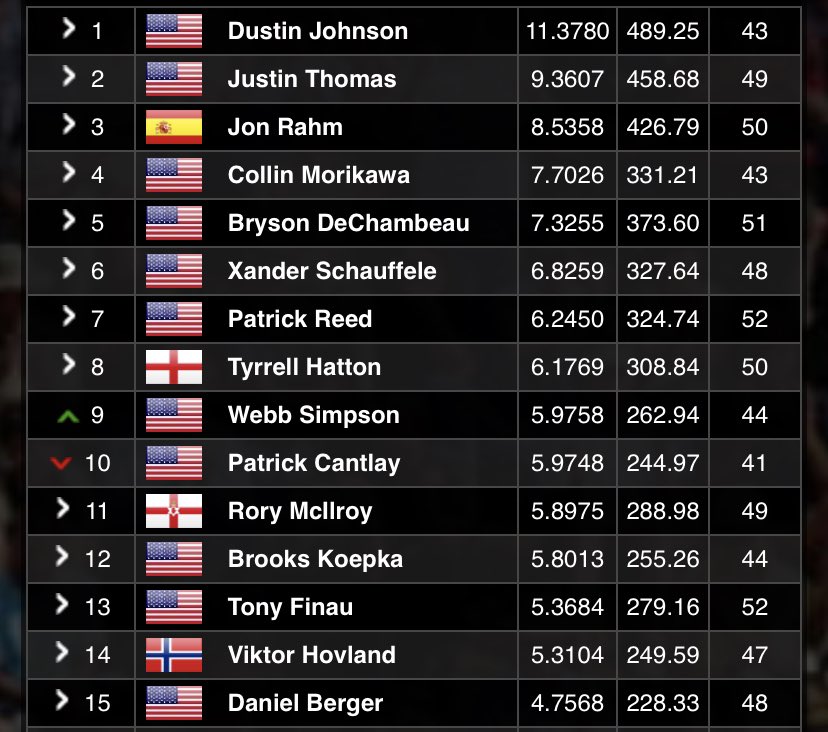 1 Dustin Johnson 11.3780 489.25 43
2 Justin Thomas 9.3607 458.68 49
3 Jon Rahm 8.5358 426.79 50
4 Collin Morikawa 7.7026 331.21 43
5 Bryson DeChambeau 7.3255 373.60 51
6 Xander Schauffele 6.8259 327.64 48
7 Patrick Reed 6.2450 324.74 52
8 Tyrrell Hatton 6.1769 308.84 50
9 Webb Simpson 5.9758 262.94 44
10 Patrick Cantlay 5.9748 244.97 41
11 Rory McIlroy 5.8975 288.98 49
12 Brooks Koepka 5.8013 255.26 44
13 Tony Finau 5.3684 279.16 52
14 Viktor Hovland 5.3104 249.59 47
15 Daniel Berger 4.7568 228.33 48